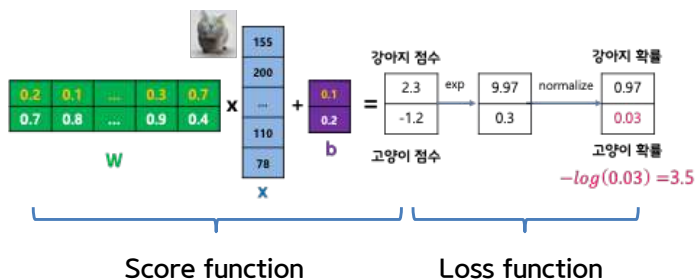 155
200
...
110
78
x
0.2 0.1 ... 0.3 0.7
0.7 0.8 ... 0.9 0.4
W
x
+
0.1
0.2
b
=
강아지 점수
2.3
-1.2
고양이 점수
exp
9.97
0.3
normalize
강아지 확률
0.97
0.03
고양이 확률
−log(0.03) =3.5
Score function
Loss function